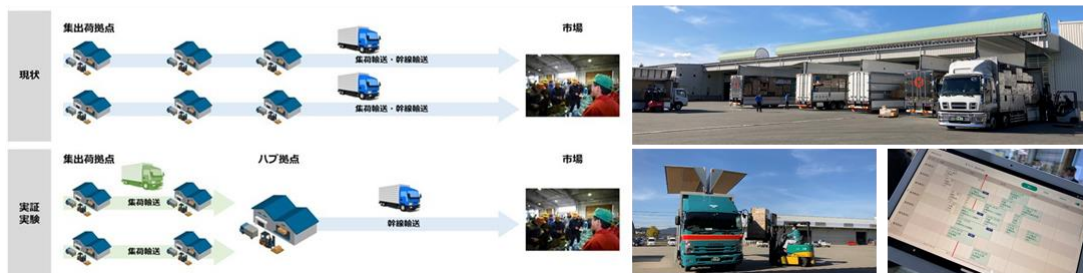 集出荷拠点
市場
現状
集荷輸送・幹線輸送
集荷輸送・幹線輸送
集出荷拠点
ハブ拠点
市場
実証
実験
集荷輸送
幹線輸送
集荷輸送